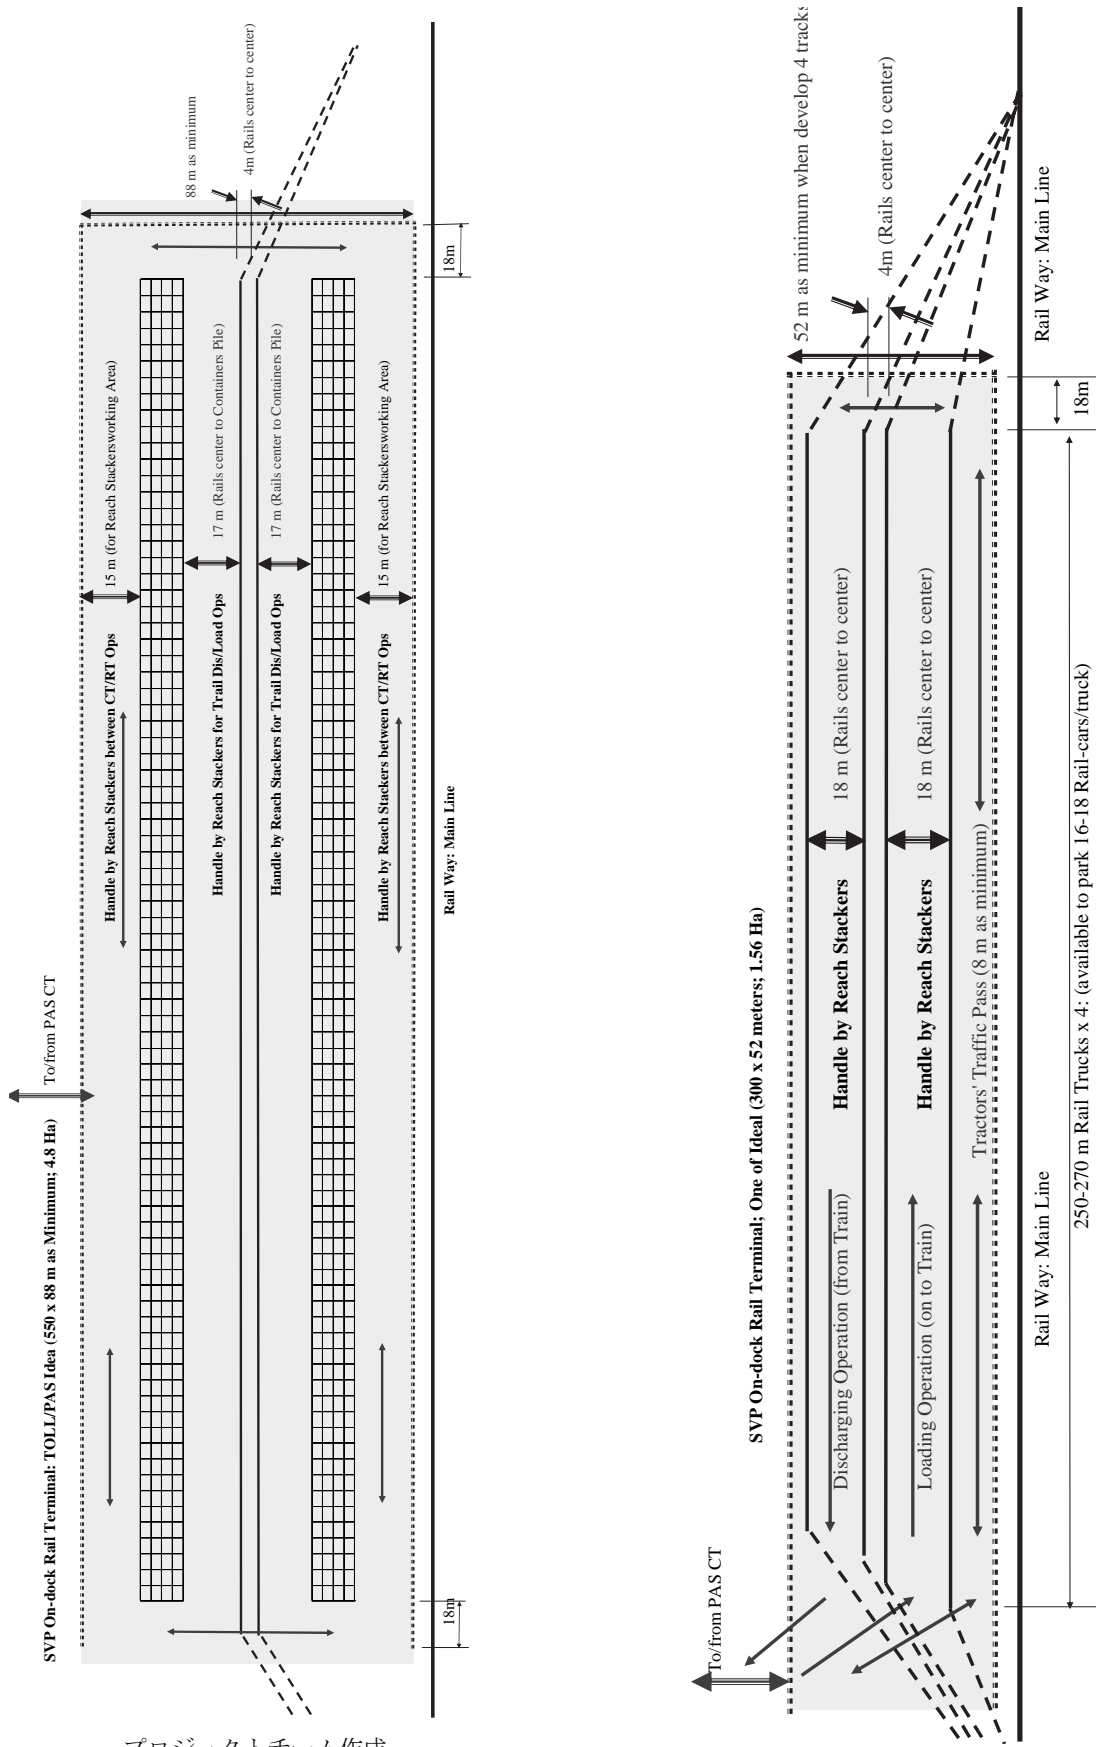 SVP On-dock Rail Terminal: TOLL/PAS Idea (550 x 88 m as Minimum; 4.8 Ha)
To/from PAS CT
Handle by Reach Stackers between CT/RT Ops
15 m (for Reach Stackersworking Area)
88 m as minimum
4m (Rails center to center)
Handle by Reach Stackers for Trail Dis/Load Ops
17 m (Rails center to Containers Pile)
Handle by Reach Stackers for Trail Dis/Load Ops
17 m (Rails center to Containers Pile)
Handle by Reach Stackers between CT/RT Ops
15 m (for Reach Stackersworking Area)
18m
18m
Rail Way: Main Line
SVP On-dock Rail Terminal; One of Ideal (300 x 52 meters; 1.56 Ha)
To/from PAS CT
52 m as minimum when develop 4 tracks
4m (Rails center to center)
Discharging Operation (from Train)
Handle by Reach Stackers
18 m (Rails center to center)
Loading Operation (on to Train)
Handle by Reach Stackers
18 m (Rails center to center)
Tractors' Traffic Pass (8 m as minimum)
Rail Way: Main Line
Rail Way: Main Line
18m
250-270 m Rail Trucks x 4: (available to park 16-18 Rail-cars/truck)
プロジェクトチーム作成